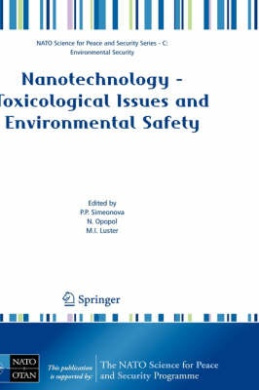 NATO Science for Peace and Security Series - C:
Environmental Security
Nanotechnology -
Toxicological Issues and
Environmental Safety
Edited by
P.P. Simeonova
N. Opopol
M.I. Luster
Springer
NATO
OTAN
This publication
is supported by:
The NATO Science for Peace
and Security Programme